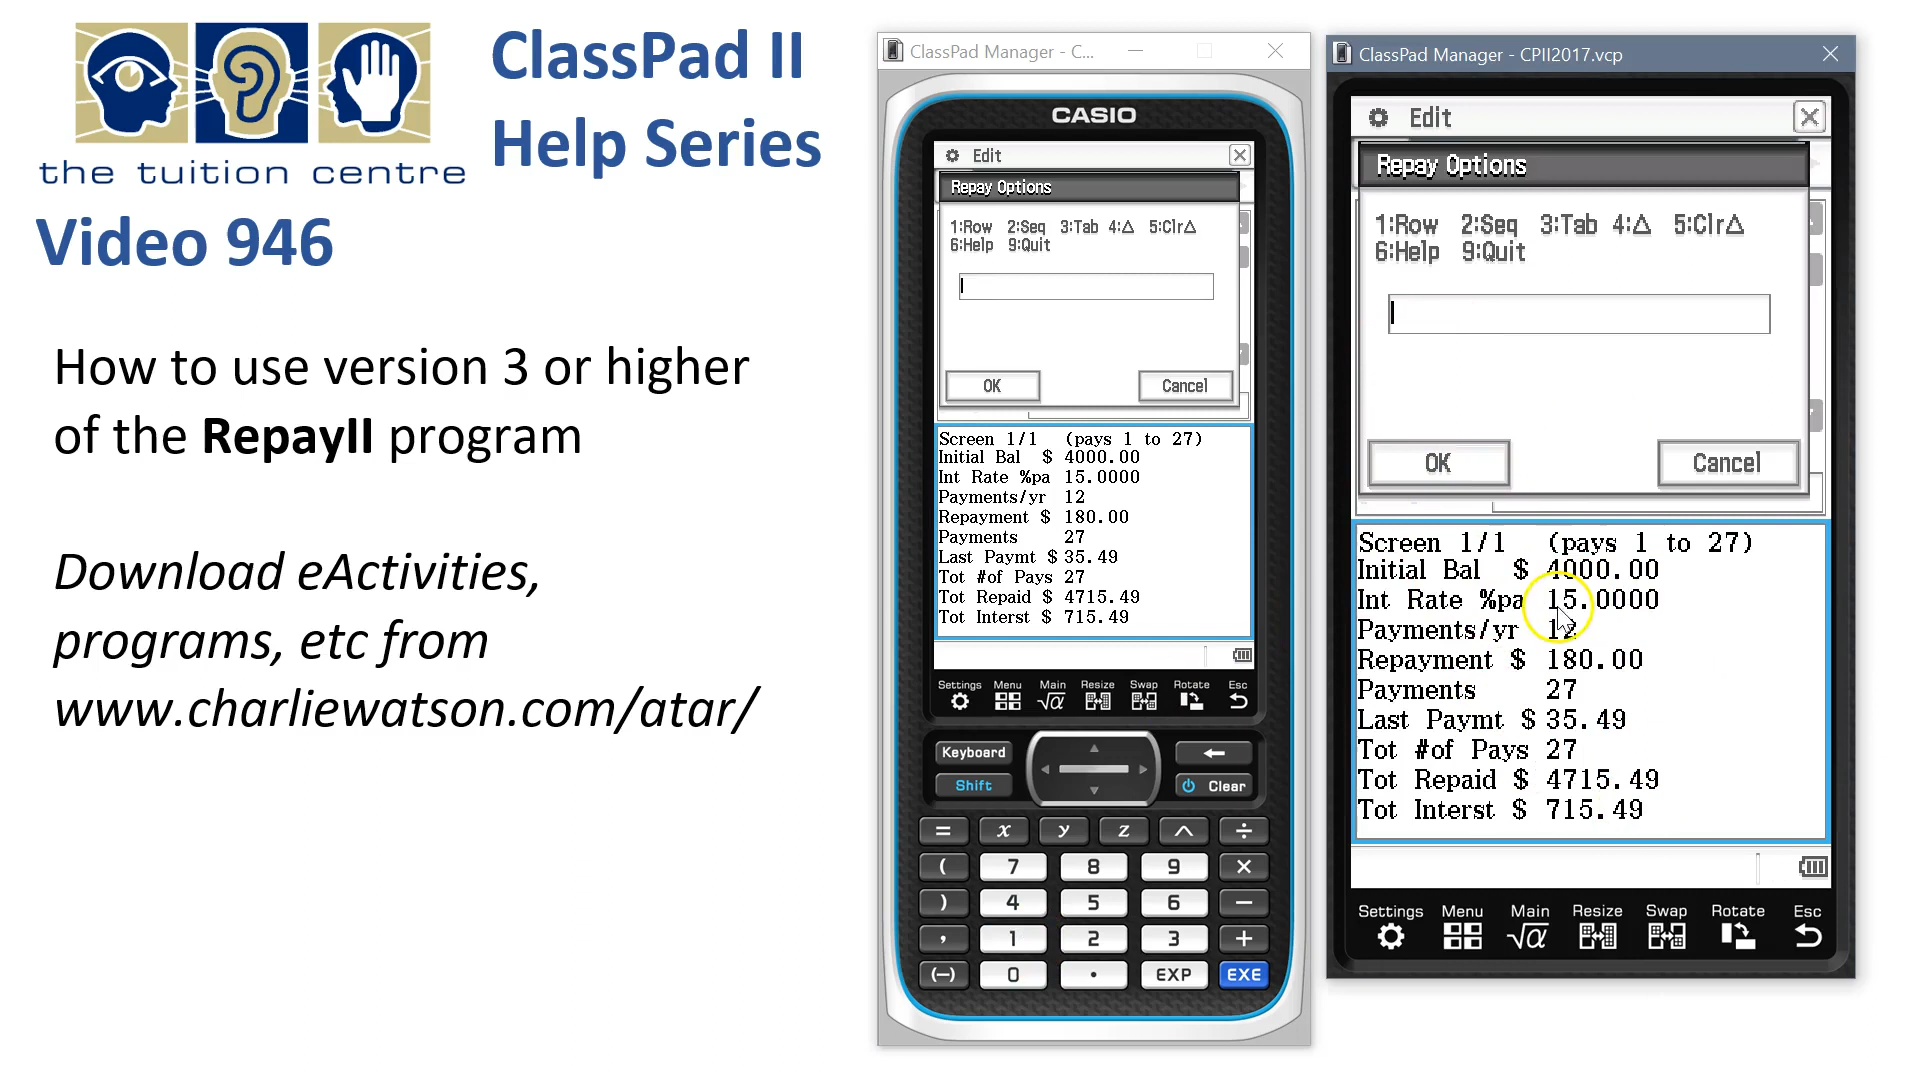 the tuition centre
ClassPad II
Help Series
Video 946
How to use version 3 or higher
of the RepayII program
Download eActivities,
programs, etc from
www.charliewatson.com/atar/
ClassPad Manager - C...
CASIO
Edit
Repay Options
1:Row 2:Seq 3:Tab 4:△ 5:Clr△
6:Help 9:Quit
OK Cancel
Screen 1/1 (pays 1 to 27)
Initial Bal $ 4000.00
Int Rate %pa 15.0000
Payments/yr 12
Repayment $ 180.00
Payments 27
Last Paymt $ 35.49
Tot #of Pays 27
Tot Repaid $ 4715.49
Tot Interst $ 715.49
Settings Menu Main Resize Swap Rotate Esc
√α
Keyboard
Shift Clear
= x y z ^ ÷
( 7 8 9 ×
) 4 5 6 −
, 1 2 3 +
(−) 0 . EXP EXE
ClassPad Manager - CPII2017.vcp
Edit
Repay Options
1:Row 2:Seq 3:Tab 4:△ 5:Clr△
6:Help 9:Quit
OK Cancel
Screen 1/1 (pays 1 to 27)
Initial Bal $ 4000.00
Int Rate %pa 15.0000
Payments/yr 12
Repayment $ 180.00
Payments 27
Last Paymt $ 35.49
Tot #of Pays 27
Tot Repaid $ 4715.49
Tot Interst $ 715.49
Settings Menu Main Resize Swap Rotate Esc
√α